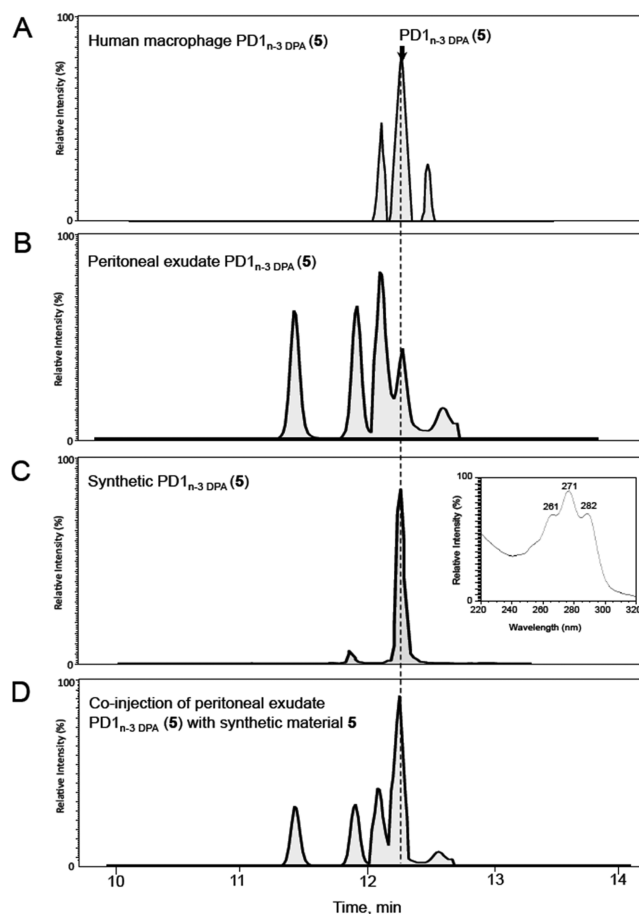 A
Human macrophage PD1n-3 DPA (5)
PD1n-3 DPA (5)
100
0
Relative Intensity (%)
B
Peritoneal exudate PD1n-3 DPA (5)
100
0
Relative Intensity (%)
C
Synthetic PD1n-3 DPA (5)
100
0
Relative Intensity (%)
100
0
Relative Intensity (%)
261
271
282
220 240 260 280 300 320
Wavelength (nm)
D
Co-injection of peritoneal exudate
PD1n-3 DPA (5) with synthetic material 5
100
0
Relative Intensity (%)
10 11 12 13 14
Time, min